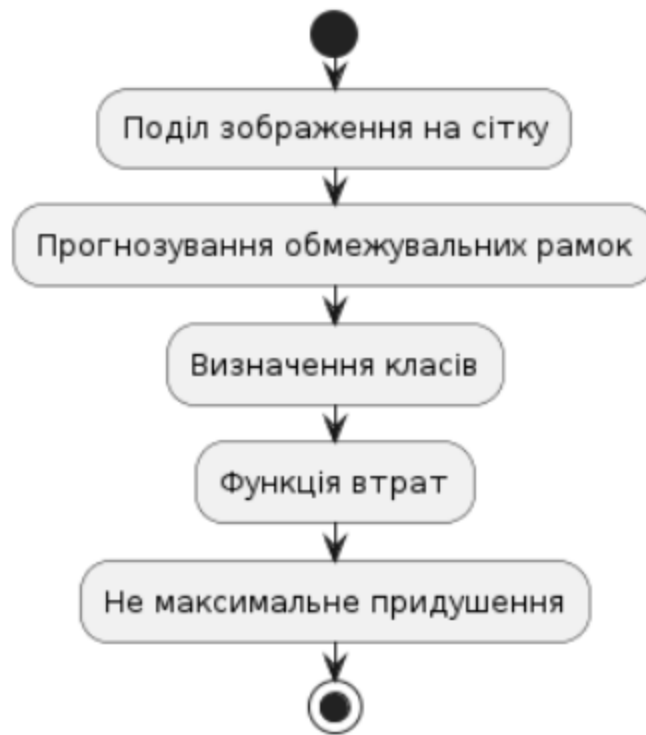 Поділ зображення на сітку
Прогнозування обмежувальних рамок
Визначення класів
Функція втрат
Не максимальне придушення